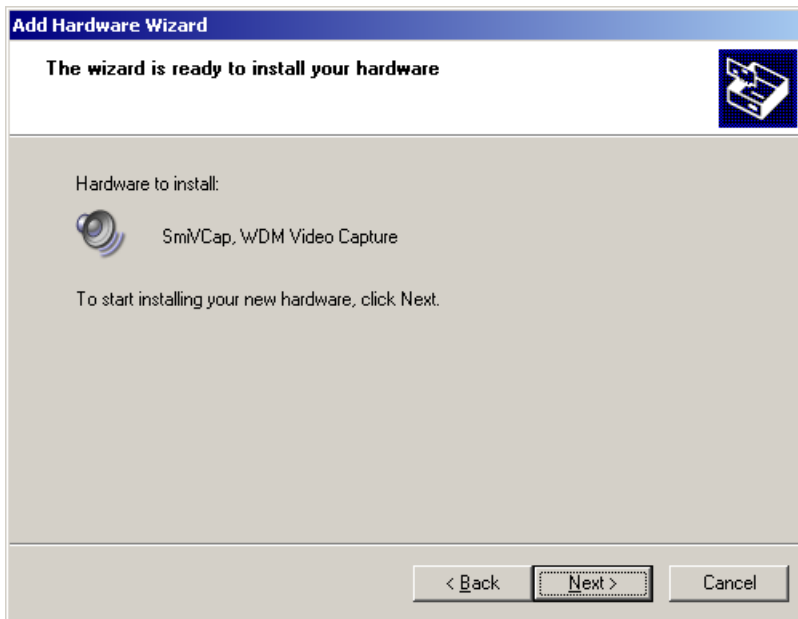 Add Hardware Wizard
The wizard is ready to install your hardware
Hardware to install:
SmiVCap, WDM Video Capture
To start installing your new hardware, click Next.
< Back
Next >
Cancel